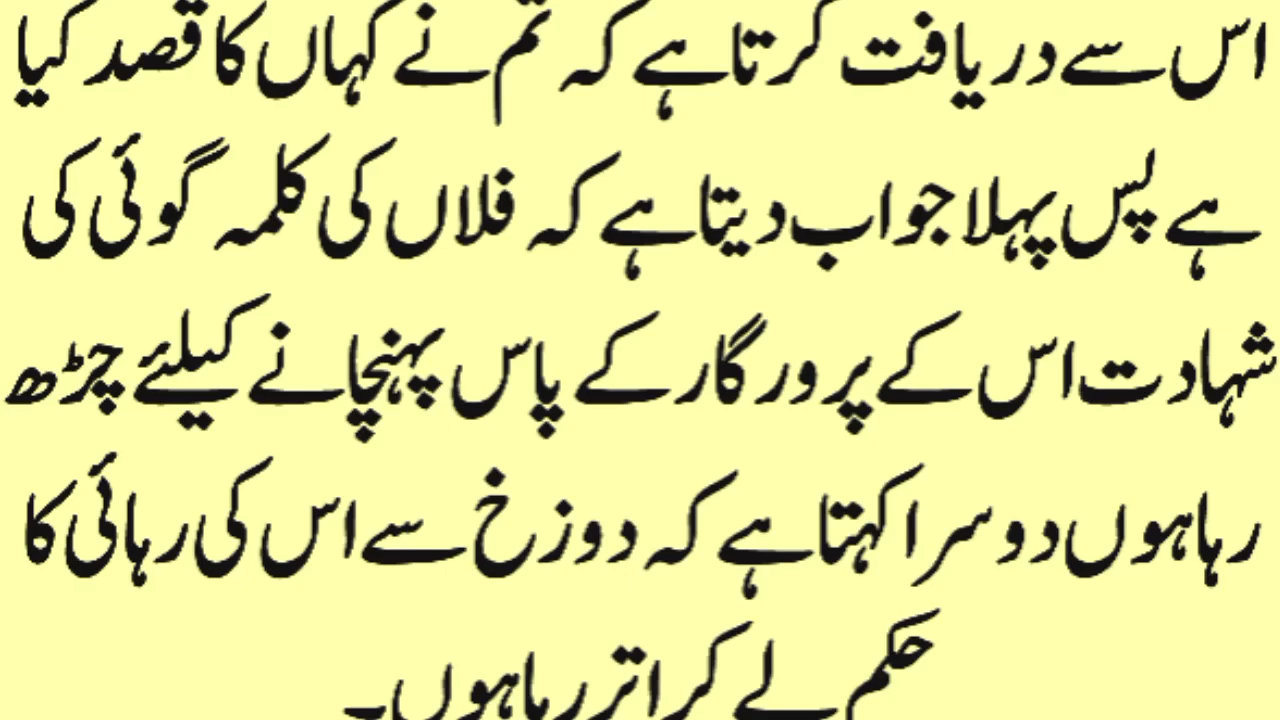 اس سے دریافت کرتا ہے کہ تم نے کہاں کا قصد کیا
ہے پس پہلا جواب دیتا ہے کہ فلاں کی کلمہ گوئی کی
شہادت اس کے پرورگار کے پاس پہنچانے کیلئے چڑھ
رہا ہوں دوسرا کہتا ہے کہ دوزخ سے اس کی رہائی کا
حکم لے کر اتر رہا ہوں۔